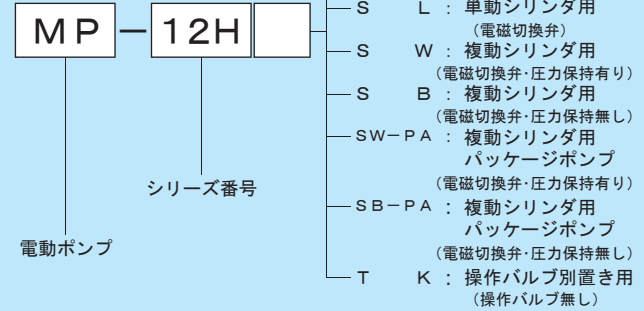 MP－12H
S L : 単動シリンダ用
(電磁切換弁)
S W : 複動シリンダ用
(電磁切換弁・圧力保持有り)
S B : 複動シリンダ用
(電磁切換弁・圧力保持無し)
SW－PA : 複動シリンダ用
パッケージポンプ
(電磁切換弁・圧力保持有り)
SB－PA : 複動シリンダ用
パッケージポンプ
(電磁切換弁・圧力保持無し)
T K : 操作バルブ別置き用
(操作バルブ無し)
シリーズ番号
電動ポンプ